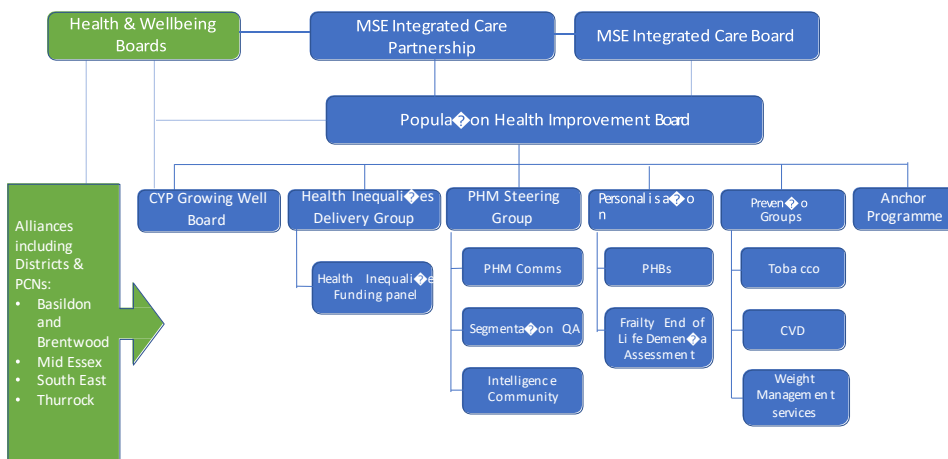 Health & Wellbeing
Boards
MSE Integrated Care
Partnership
MSE Integrated Care Board
Popula�on Health Improvement Board
CYP Growing Well
Board
Health Inequali�es
Delivery Group
PHM Steering
Group
Personalisa�o
n
Preven�o
Groups
Anchor
Programme
Alliances
including
Districts &
PCNs:
• Basildon
and
Brentwood
• Mid Essex
• South East
• Thurrock
Health Inequali�e
Funding panel
PHM Comms
Segmenta�on QA
Intelligence
Community
PHBs
Frailty End of
Life Demen�a
Assessment
Tobacco
CVD
Weight
Management
services